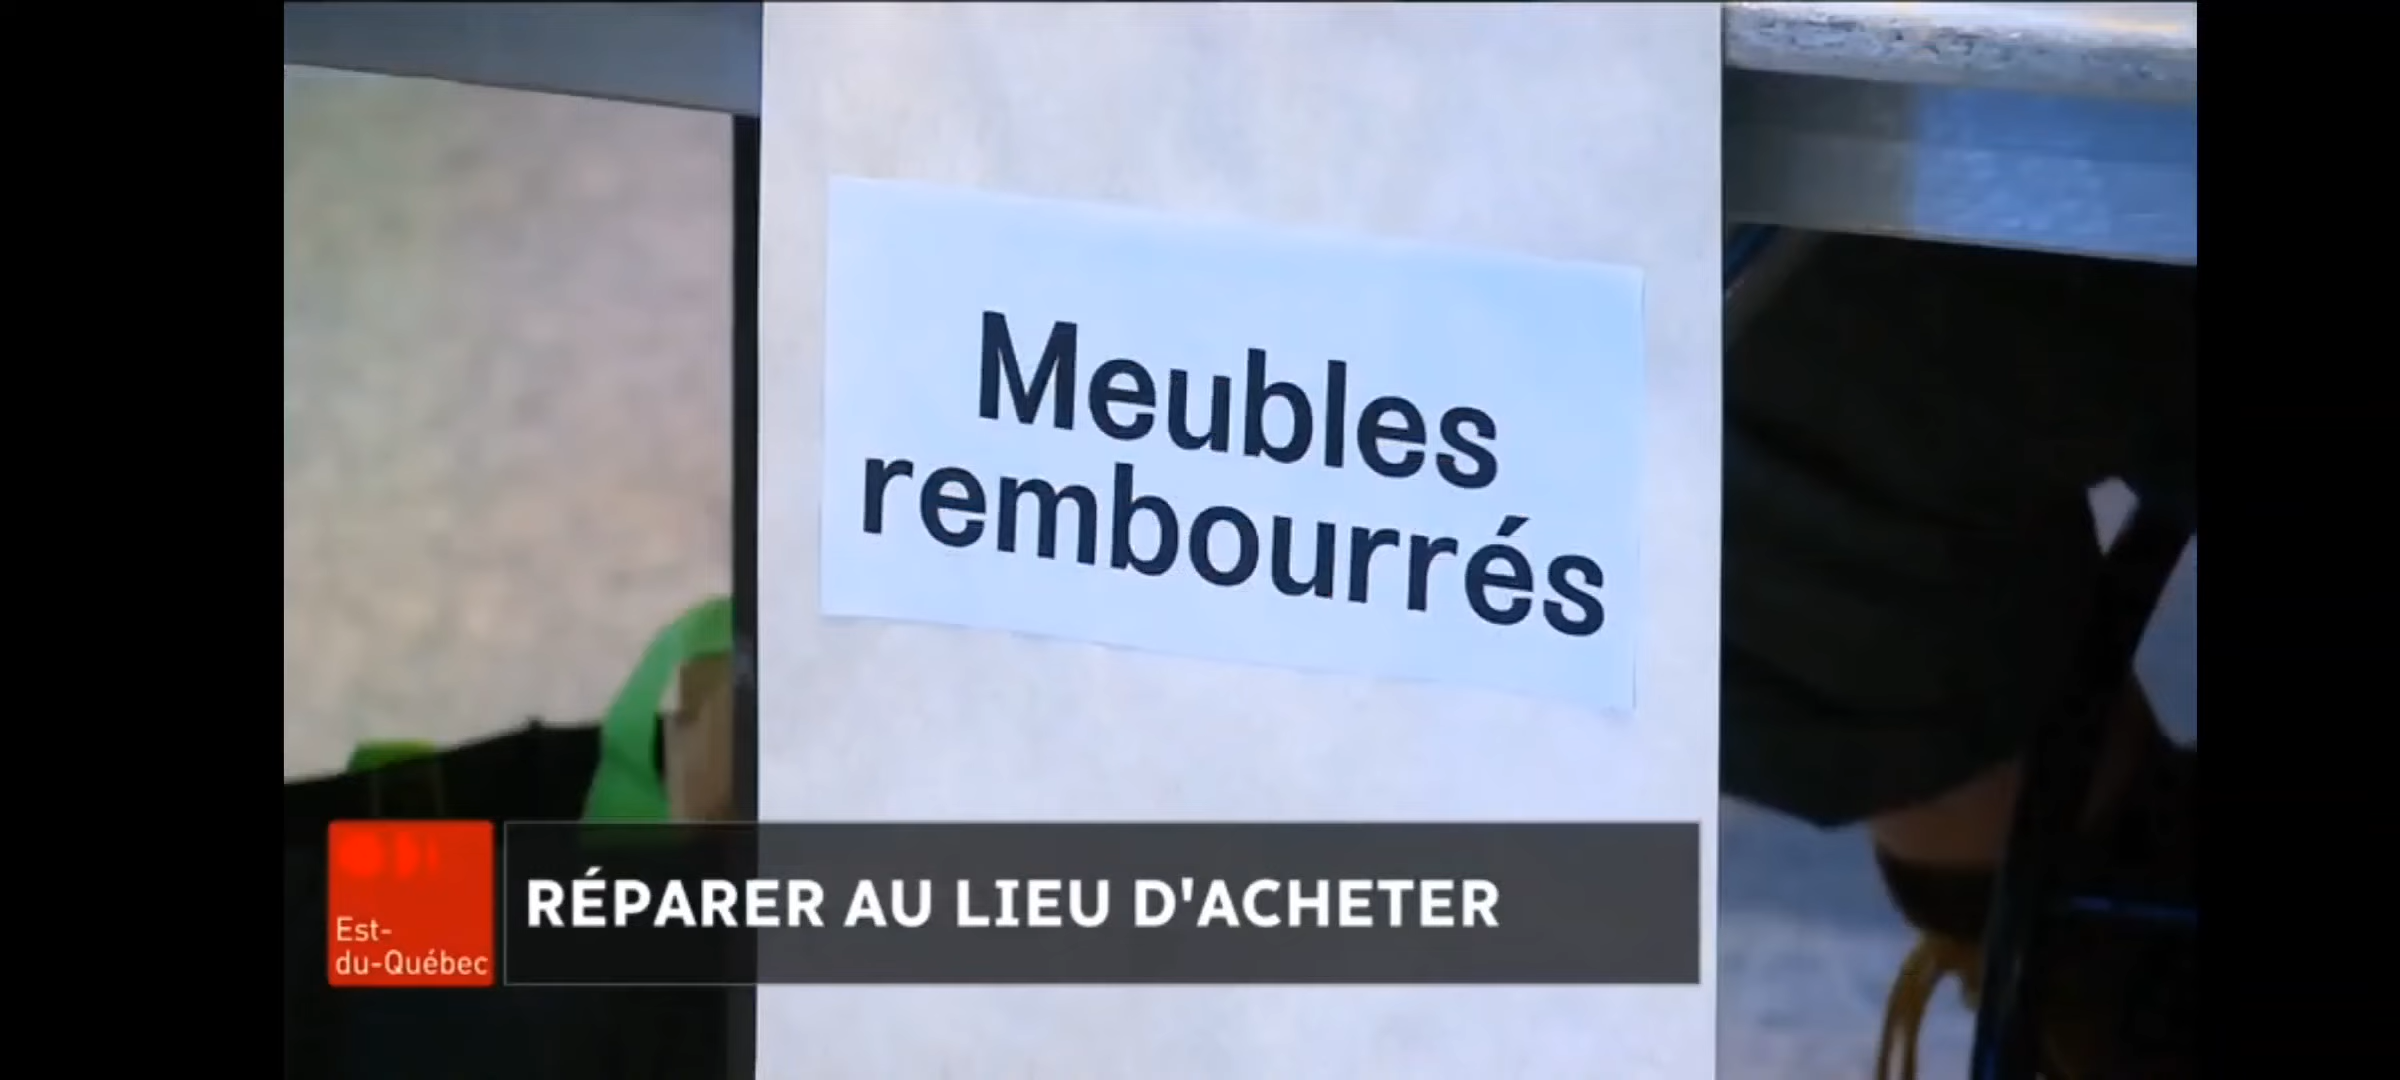 Meubles
rembourrés
Est-
du-Québec
RÉPARER AU LIEU D'ACHETER